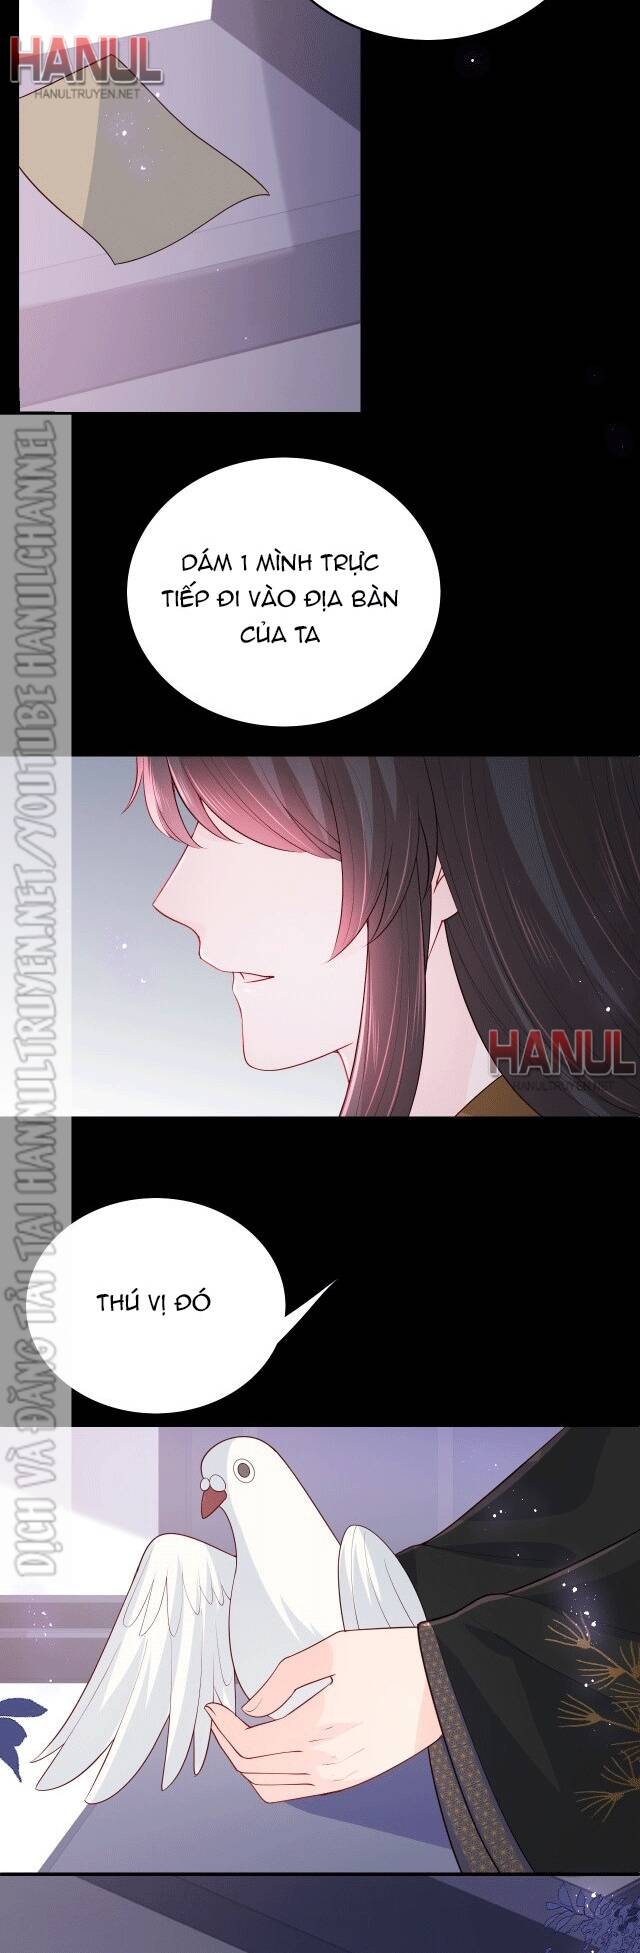 HANUL
HANULTRUYEN.NET
DÁM 1 MÌNH TRỰC
TIẾP ĐI VÀO ĐỊA BÀN
CỦA TA
HANUL
HANULTRUYEN.NET
THÚ VỊ ĐÓ
DỊCH VÀ ĐĂNG TẢI TẠI HANNULTRUYEN.NET/YOUTUBE HANULCHANNEL